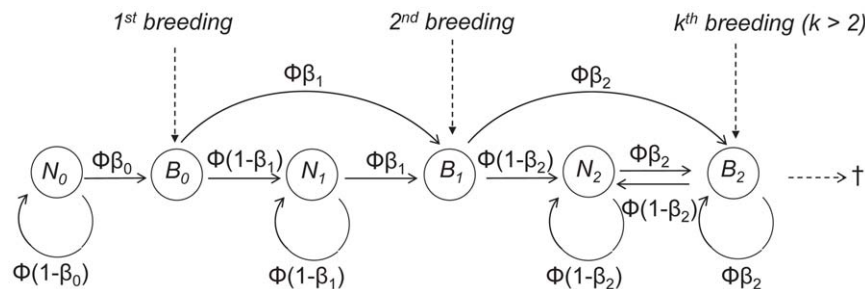 1st breeding 2nd breeding kth breeding (k > 2)
Φβ1 Φβ2
N0 Φβ0 B0 Φ(1-β1) N1 Φβ1 B1 Φ(1-β2) N2 Φβ2 B2 †
Φ(1-β2)
Φ(1-β0) Φ(1-β1) Φ(1-β2) Φβ2